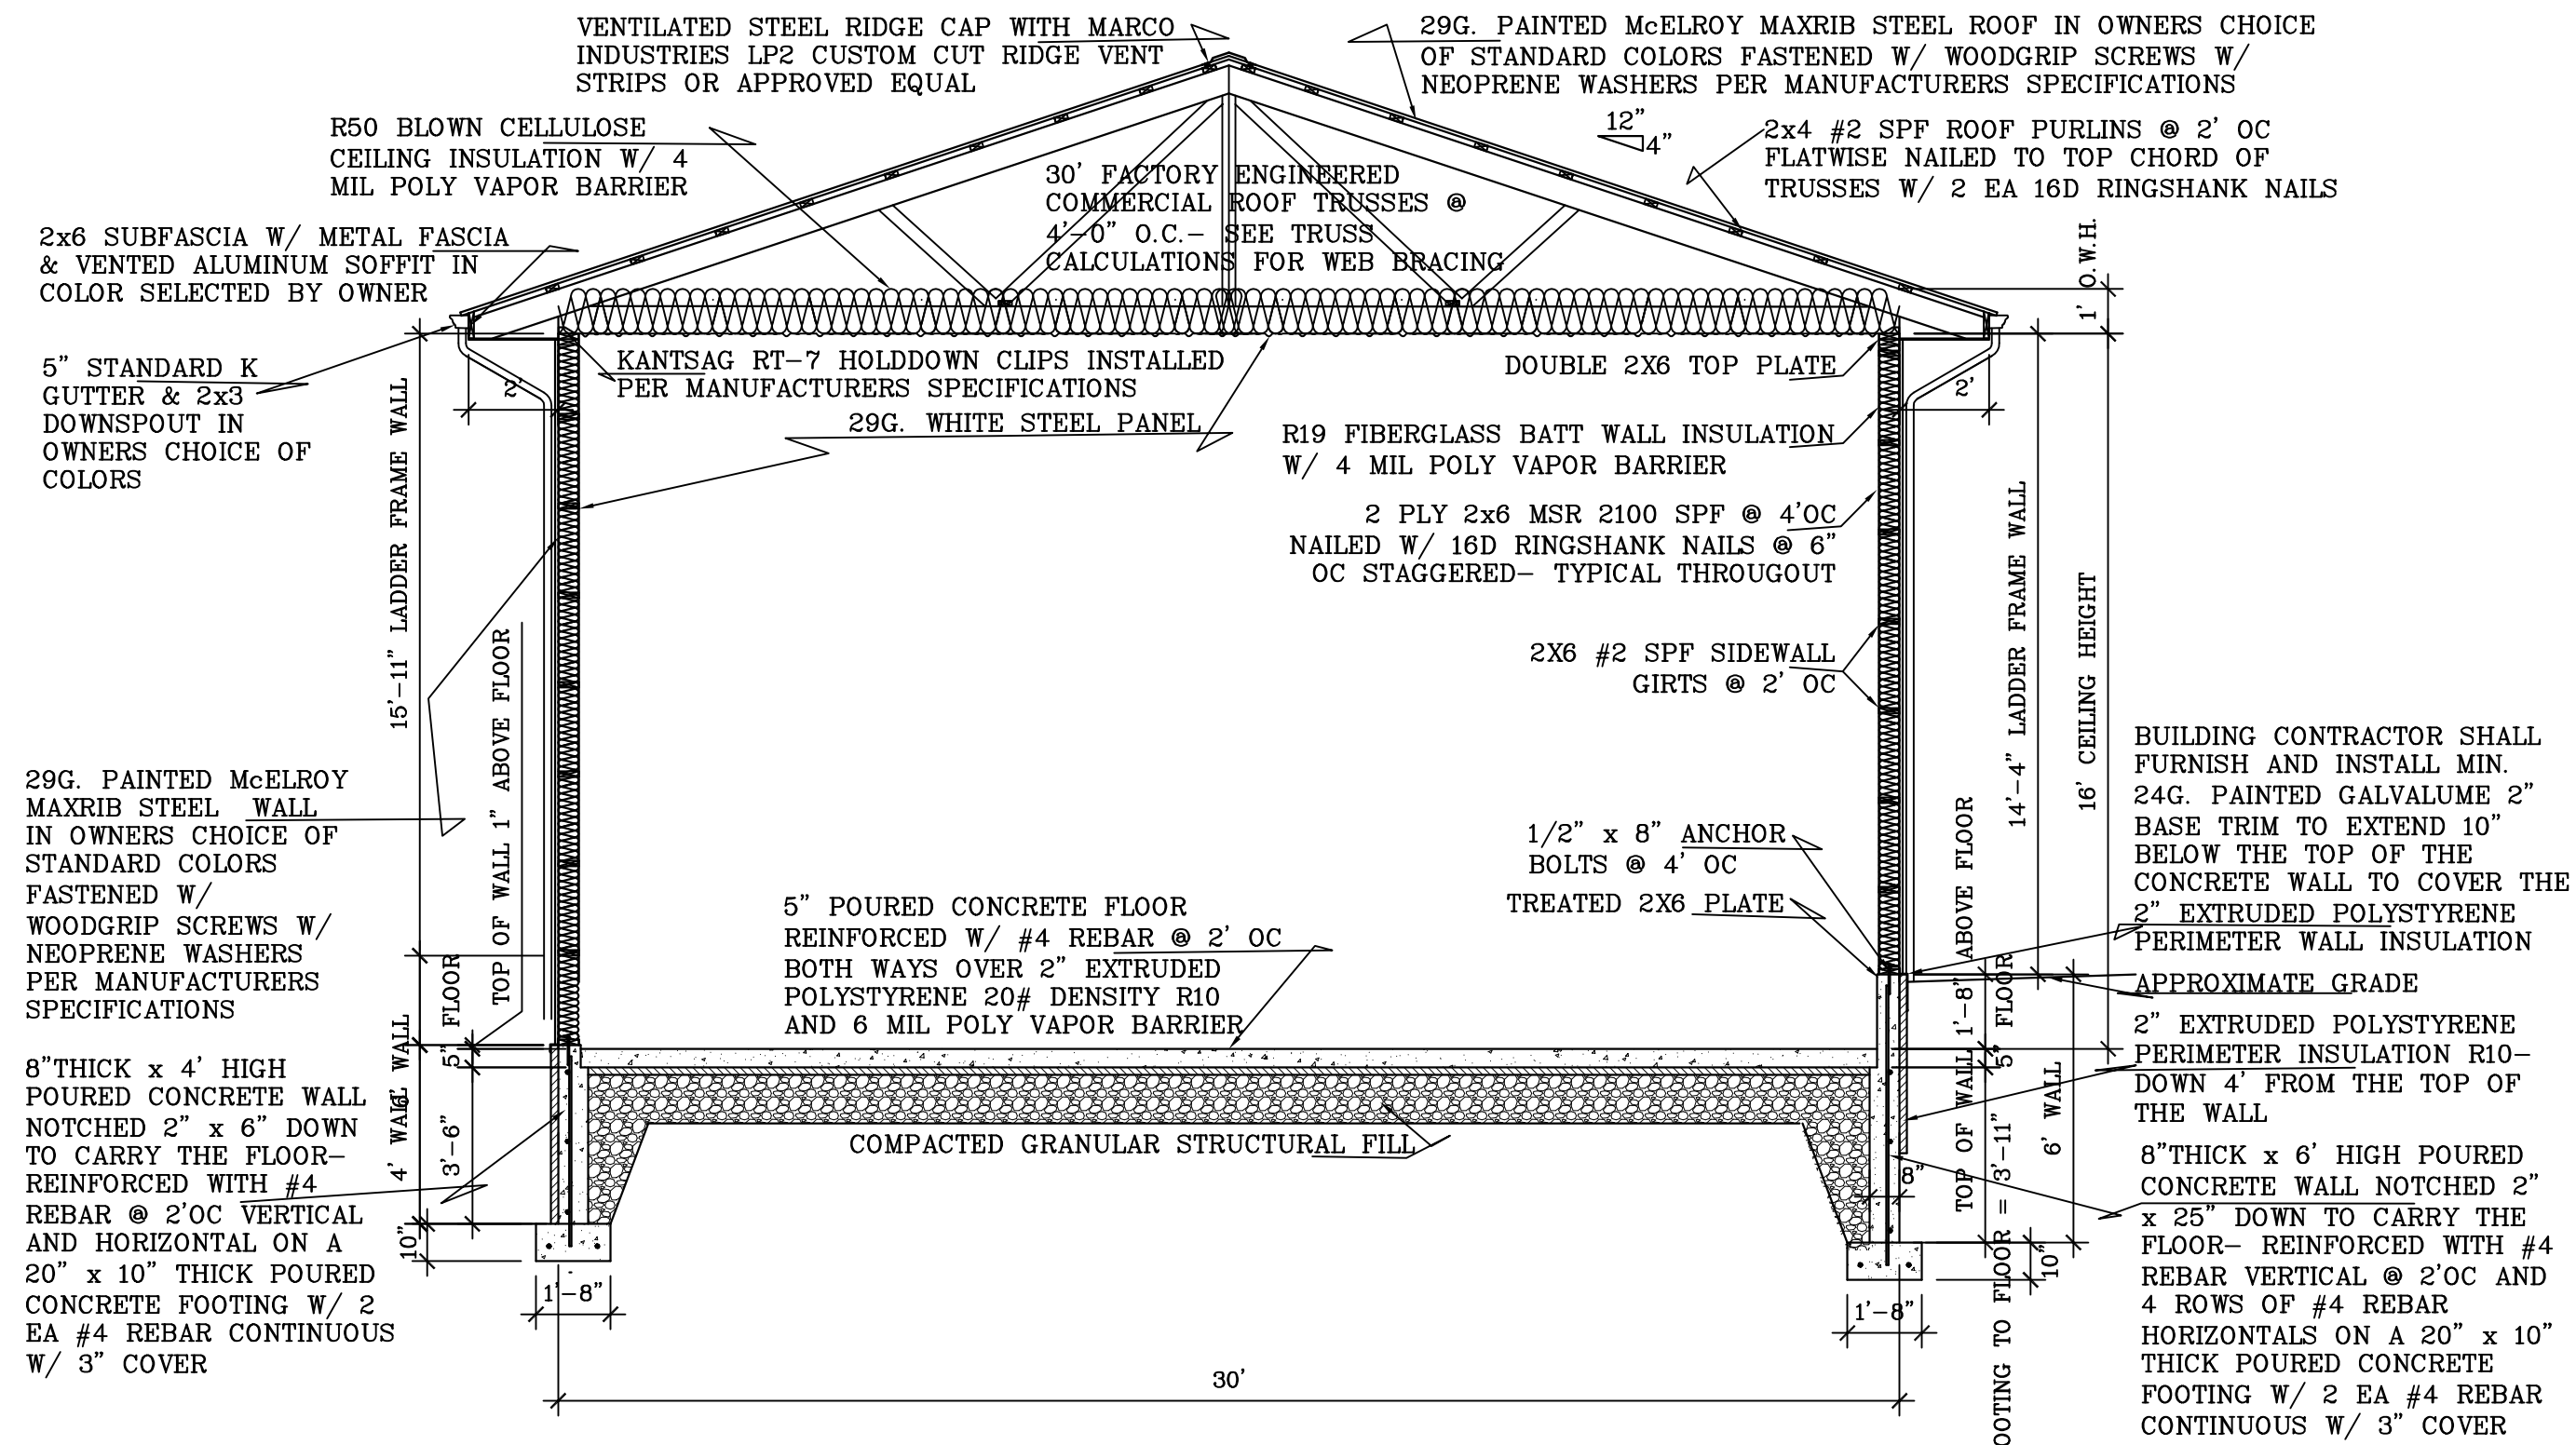 VENTILATED STEEL RIDGE CAP WITH MARCO
INDUSTRIES LP2 CUSTOM CUT RIDGE VENT
STRIPS OR APPROVED EQUAL
29G. PAINTED McELROY MAXRIB STEEL ROOF IN OWNERS CHOICE
OF STANDARD COLORS FASTENED W/ WOODGRIP SCREWS W/
NEOPRENE WASHERS PER MANUFACTURERS SPECIFICATIONS
R50 BLOWN CELLULOSE
CEILING INSULATION W/ 4
MIL POLY VAPOR BARRIER
12"
4"
2x4 #2 SPF ROOF PURLINS @ 2' OC
FLATWISE NAILED TO TOP CHORD OF
TRUSSES W/ 2 EA 16D RINGSHANK NAILS
30' FACTORY ENGINEERED
COMMERCIAL ROOF TRUSSES @
4'-0" O.C.- SEE TRUSS
CALCULATIONS FOR WEB BRACING
2x6 SUBFASCIA W/ METAL FASCIA
& VENTED ALUMINUM SOFFIT IN
COLOR SELECTED BY OWNER
1' O.W.H.
5" STANDARD K
GUTTER & 2x3
DOWNSPOUT IN
OWNERS CHOICE OF
COLORS
2'
KANTSAG RT-7 HOLDDOWN CLIPS INSTALLED
PER MANUFACTURERS SPECIFICATIONS
29G. WHITE STEEL PANEL
DOUBLE 2X6 TOP PLATE
2'
R19 FIBERGLASS BATT WALL INSULATION
W/ 4 MIL POLY VAPOR BARRIER
2 PLY 2x6 MSR 2100 SPF @ 4'OC
NAILED W/ 16D RINGSHANK NAILS @ 6"
OC STAGGERED- TYPICAL THROUGOUT
2X6 #2 SPF SIDEWALL
GIRTS @ 2' OC
15'-11" LADDER FRAME WALL
TOP OF WALL 1" ABOVE FLOOR
14'-4" LADDER FRAME WALL
16' CEILING HEIGHT
29G. PAINTED McELROY
MAXRIB STEEL WALL
IN OWNERS CHOICE OF
STANDARD COLORS
FASTENED W/
WOODGRIP SCREWS W/
NEOPRENE WASHERS
PER MANUFACTURERS
SPECIFICATIONS
BUILDING CONTRACTOR SHALL
FURNISH AND INSTALL MIN.
24G. PAINTED GALVALUME 2"
BASE TRIM TO EXTEND 10"
BELOW THE TOP OF THE
CONCRETE WALL TO COVER THE
2" EXTRUDED POLYSTYRENE
PERIMETER WALL INSULATION
1/2" x 8" ANCHOR
BOLTS @ 4' OC
TREATED 2X6 PLATE
5" POURED CONCRETE FLOOR
REINFORCED W/ #4 REBAR @ 2' OC
BOTH WAYS OVER 2" EXTRUDED
POLYSTYRENE 20# DENSITY R10
AND 6 MIL POLY VAPOR BARRIER
APPROXIMATE GRADE
2" EXTRUDED POLYSTYRENE
PERIMETER INSULATION R10-
DOWN 4' FROM THE TOP OF
THE WALL
5" FLOOR
4' WALL
3'-6"
10"
TOP OF WALL 1'-8" ABOVE FLOOR
5" FLOOR
6' WALL
OOTING TO FLOOR = 3'-11"
10"
8"
COMPACTED GRANULAR STRUCTURAL FILL
8"THICK x 4' HIGH
POURED CONCRETE WALL
NOTCHED 2" x 6" DOWN
TO CARRY THE FLOOR-
REINFORCED WITH #4
REBAR @ 2'OC VERTICAL
AND HORIZONTAL ON A
20" x 10" THICK POURED
CONCRETE FOOTING W/ 2
EA #4 REBAR CONTINUOUS
W/ 3" COVER
8"THICK x 6' HIGH POURED
CONCRETE WALL NOTCHED 2"
x 25" DOWN TO CARRY THE
FLOOR- REINFORCED WITH #4
REBAR VERTICAL @ 2'OC AND
4 ROWS OF #4 REBAR
HORIZONTALS ON A 20" x 10"
THICK POURED CONCRETE
FOOTING W/ 2 EA #4 REBAR
CONTINUOUS W/ 3" COVER
1'-8"
1'-8"
30'